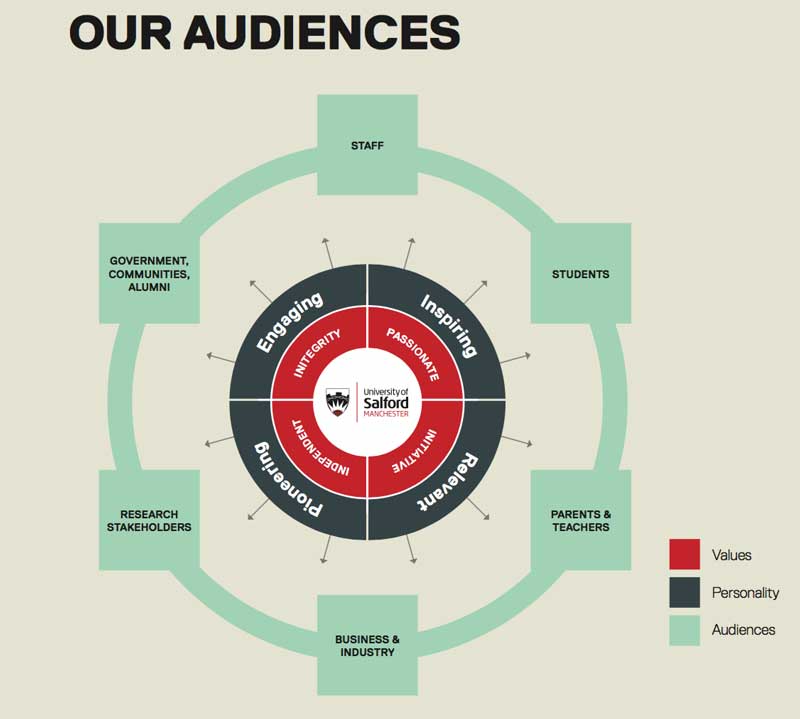 OUR AUDIENCES
STAFF
GOVERNMENT,
COMMUNITIES,
ALUMNI
STUDENTS
Engaging
Inspiring
INITEGRITY
PASSIONATE
University of
Salford
MANCHESTER
INDEPENDENT
INITIATIVE
Pioneering
Relevant
RESEARCH
STAKEHOLDERS
PARENTS &
TEACHERS
BUSINESS &
INDUSTRY
Values
Personality
Audiences